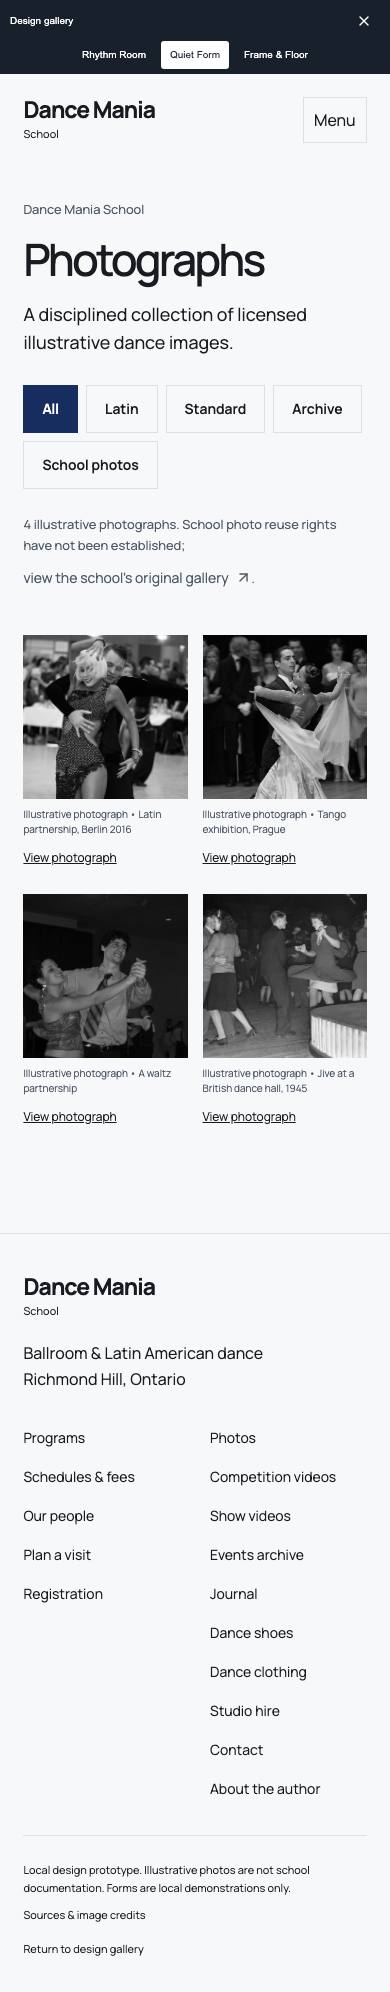 Design gallery
Rhythm Room Quiet Form Frame & Floor
Dance Mania
School
Menu
Dance Mania School
Photographs
A disciplined collection of licensed
illustrative dance images.
All Latin Standard Archive
School photos
4 illustrative photographs. School photo reuse rights
have not been established;
view the school's original gallery ↗ .
Illustrative photograph • Latin
partnership, Berlin 2016
View photograph
Illustrative photograph • Tango
exhibition, Prague
View photograph
Illustrative photograph • A waltz
partnership
View photograph
Illustrative photograph • Jive at a
British dance hall, 1945
View photograph
Dance Mania
School
Ballroom & Latin American dance
Richmond Hill, Ontario
Programs
Schedules & fees
Our people
Plan a visit
Registration
Photos
Competition videos
Show videos
Events archive
Journal
Dance shoes
Dance clothing
Studio hire
Contact
About the author
Local design prototype. Illustrative photos are not school
documentation. Forms are local demonstrations only.
Sources & image credits
Return to design gallery